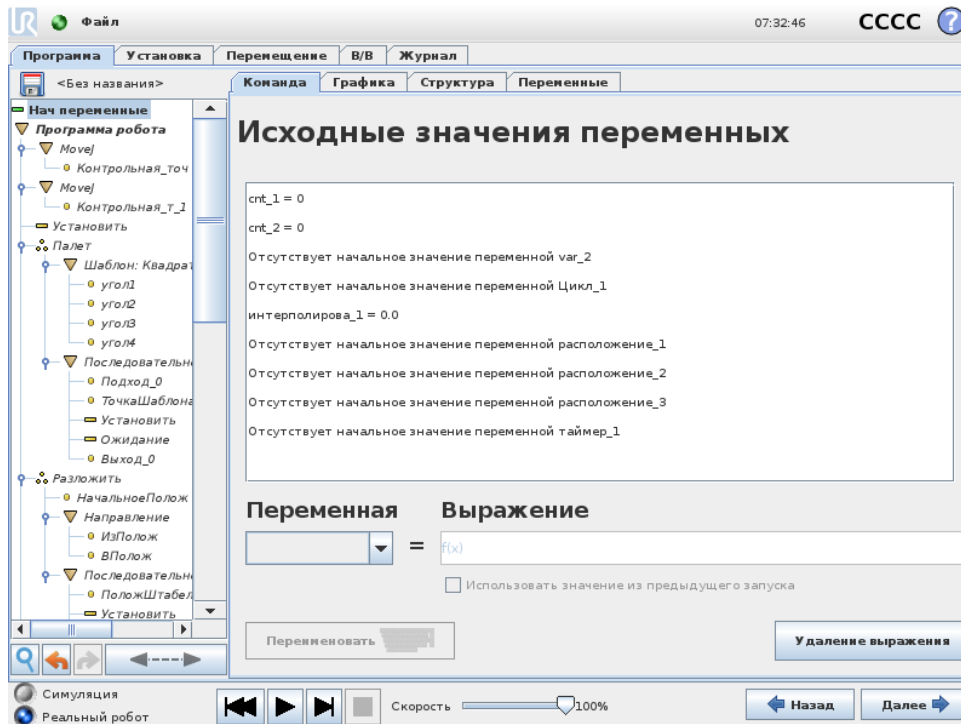 UR Файл 07:32:46 CCCC ?
Программа Установка Перемещение В/В Журнал
<Без названия>
Команда Графика Структура Переменные
Нач переменные
Программа робота
MoveJ
Контрольная_точ
MoveJ
Контрольная_т_1
Установить
Палет
Шаблон: Квадрат
угол1
угол2
угол3
угол4
Последовательн
Подход_0
ТочкаШаблона
Установить
Ожидание
Выход_0
Разложить
НачальноеПолож
Направление
ИзПолож
ВПолож
Последовательн
ПоложШтабел
Установить
Исходные значения переменных
cnt_1 = 0
cnt_2 = 0
Отсутствует начальное значение переменной var_2
Отсутствует начальное значение переменной Цикл_1
интерполирова_1 = 0.0
Отсутствует начальное значение переменной расположение_1
Отсутствует начальное значение переменной расположение_2
Отсутствует начальное значение переменной расположение_3
Отсутствует начальное значение переменной таймер_1
Переменная Выражение
= f(x)
Использовать значение из предыдущего запуска
Переименовать
Удаление выражения
Симуляция
Реальный робот
Скорость 100%
Назад Далее